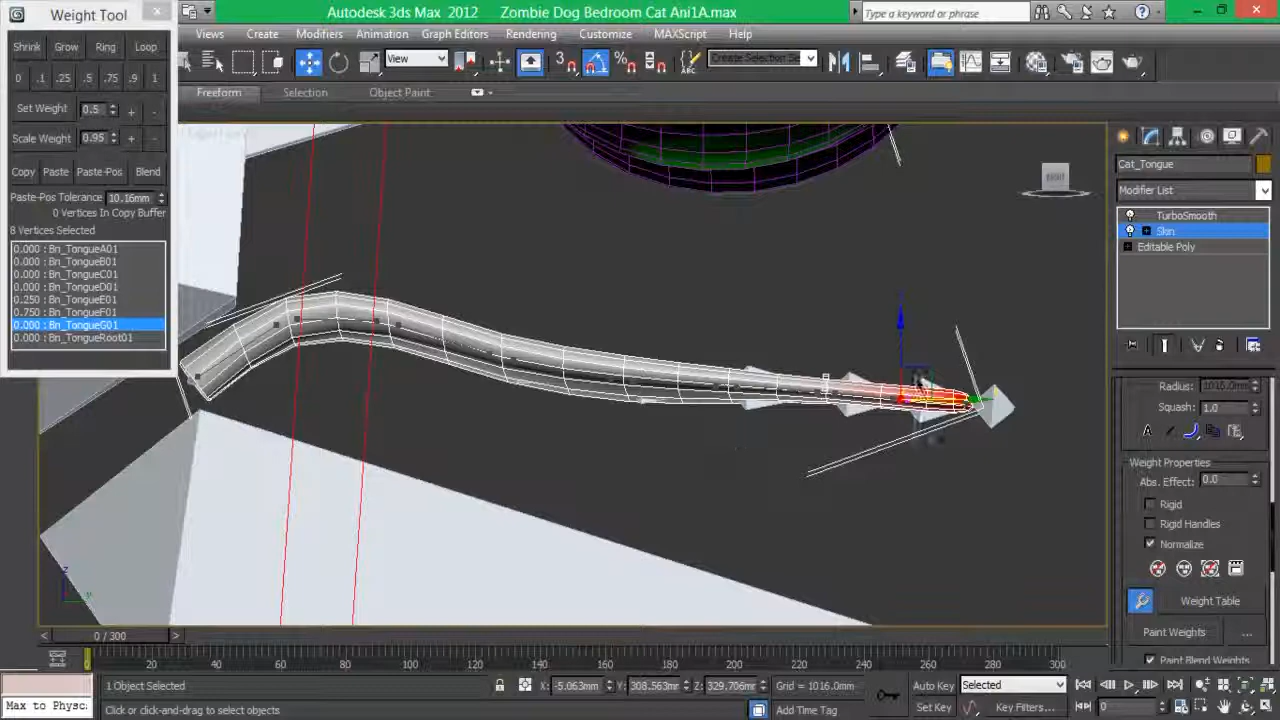 Weight Tool
Autodesk 3ds Max 2012 Zombie Dog Bedroom Cat Ani1A.max
Type a keyword or phrase
Views Create Modifiers Animation Graph Editors Rendering Customize MAXScript Help
Shrink Grow Ring Loop
View
0 .1 .25 .5 .75 .9 1
Freeform Selection Object Paint
Set Weight 0.5 + -
Scale Weight 0.95 + -
Copy Paste Paste-Pos Blend
Paste-Pos Tolerance 10.16mm
0 Vertices In Copy Buffer
8 Vertices Selected
0.000 : Bn_TongueA01
0.000 : Bn_TongueB01
0.000 : Bn_TongueC01
0.000 : Bn_TongueD01
0.250 : Bn_TongueE01
0.750 : Bn_TongueF01
0.000 : Bn_TongueG01
0.000 : Bn_TongueRoot01
Cat_Tongue
Modifier List
TurboSmooth
Skin
Editable Poly
Radius: 1016.0mm
Squash: 1.0
Weight Properties
Abs. Effect: 0.0
Rigid
Rigid Handles
Normalize
Weight Table
Paint Weights ...
Paint Blend Weights
z
y
< 0 / 300 >
0 20 40 60 80 100 120 140 160 180 200 220 240 260 280 300
1 Object Selected X: -5.063mm Y: 308.563mm Z: 329.706mm Grid = 1016.0mm Auto Key Selected
Max to Physc
Click or click-and-drag to select objects Add Time Tag Set Key Key Filters... 0